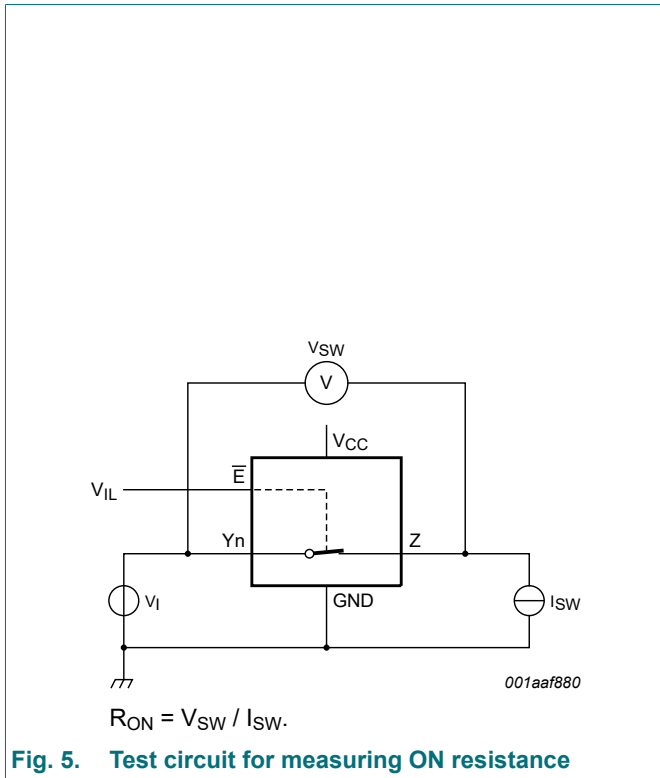 VSW
V
VCC
E
VIL
Yn
Z
VI
GND
ISW
001aaf880
RON = VSW / ISW.
Fig. 5. Test circuit for measuring ON resistance